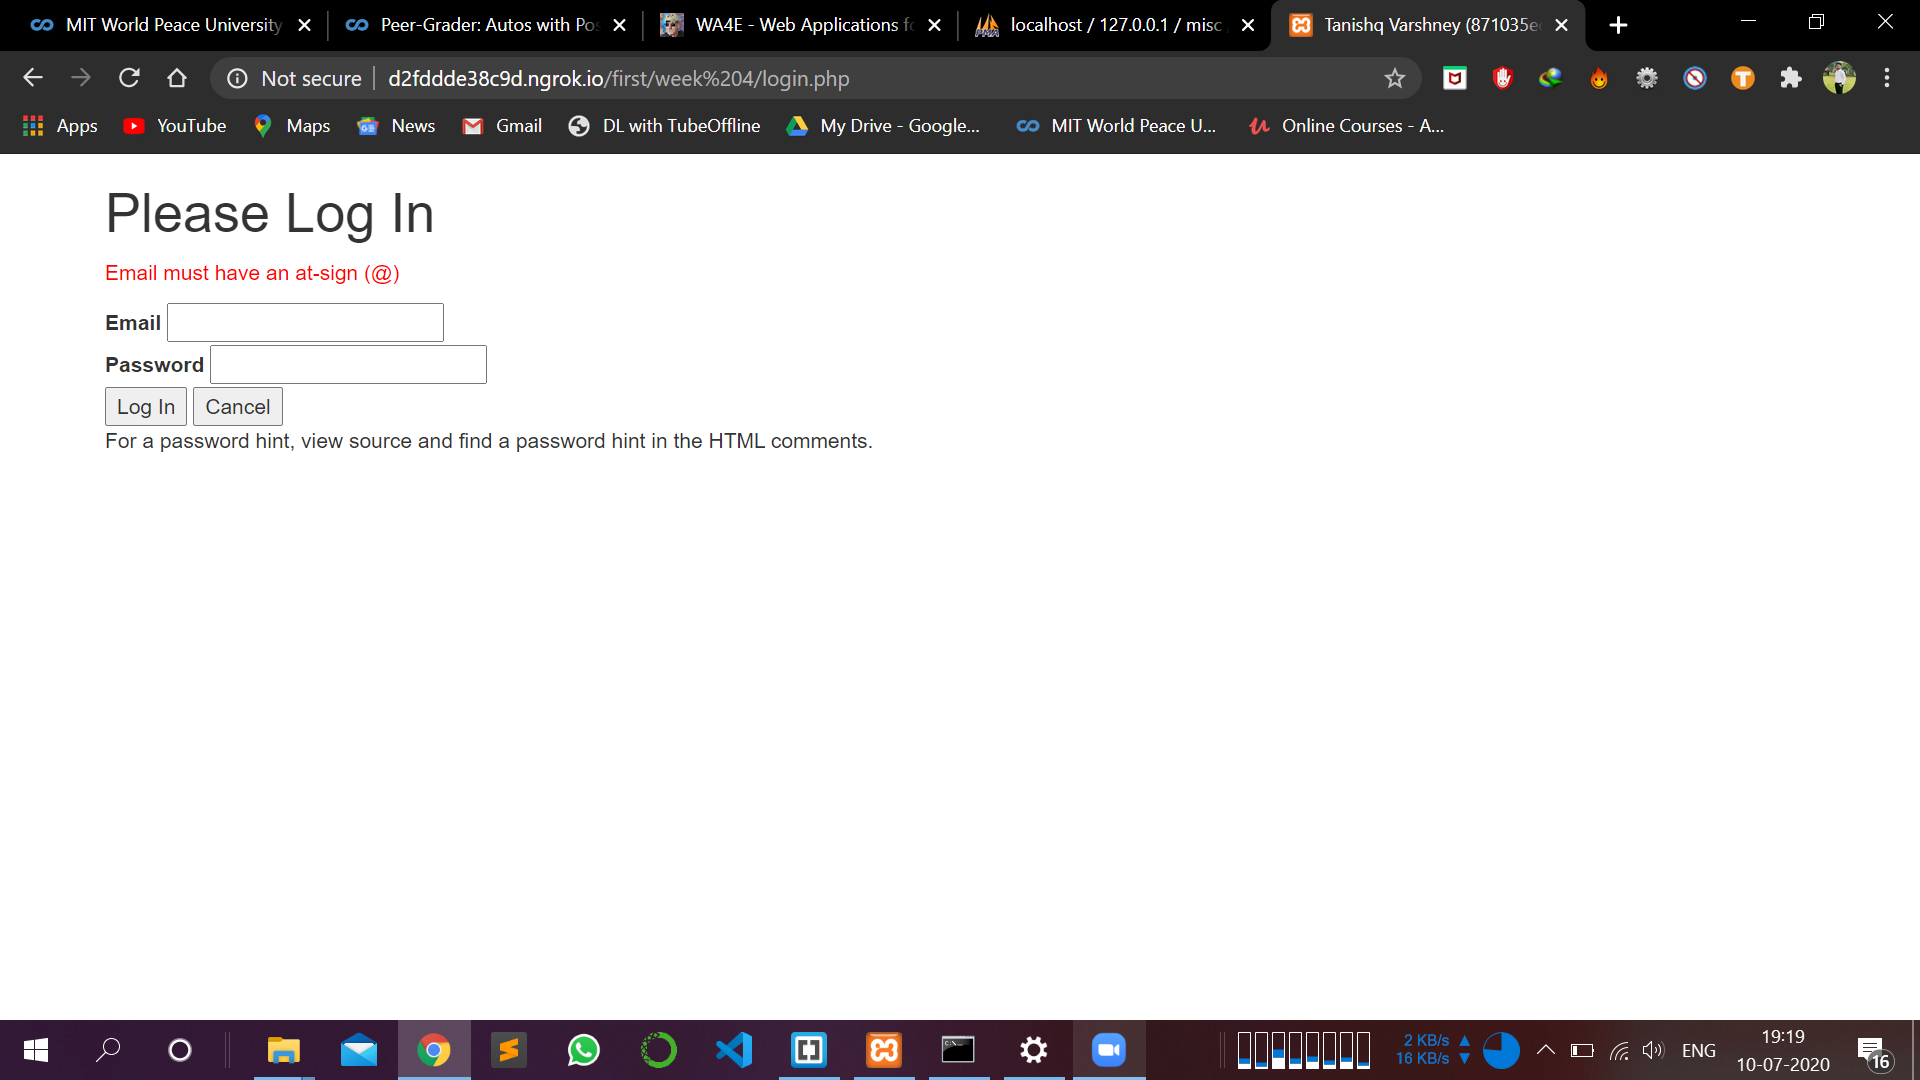 MIT World Peace University
Peer-Grader: Autos with Pos
WA4E - Web Applications fo
localhost / 127.0.0.1 / misc
Tanishq Varshney (871035e
Not secure
d2fddde38c9d.ngrok.io/first/week%204/login.php
Apps
YouTube
Maps
News
Gmail
DL with TubeOffline
My Drive - Google...
MIT World Peace U...
Online Courses - A...
Please Log In
Email must have an at-sign (@)
Email
Password
Log In Cancel
For a password hint, view source and find a password hint in the HTML comments.
2 KB/s
16 KB/s
ENG
19:19
10-07-2020
16